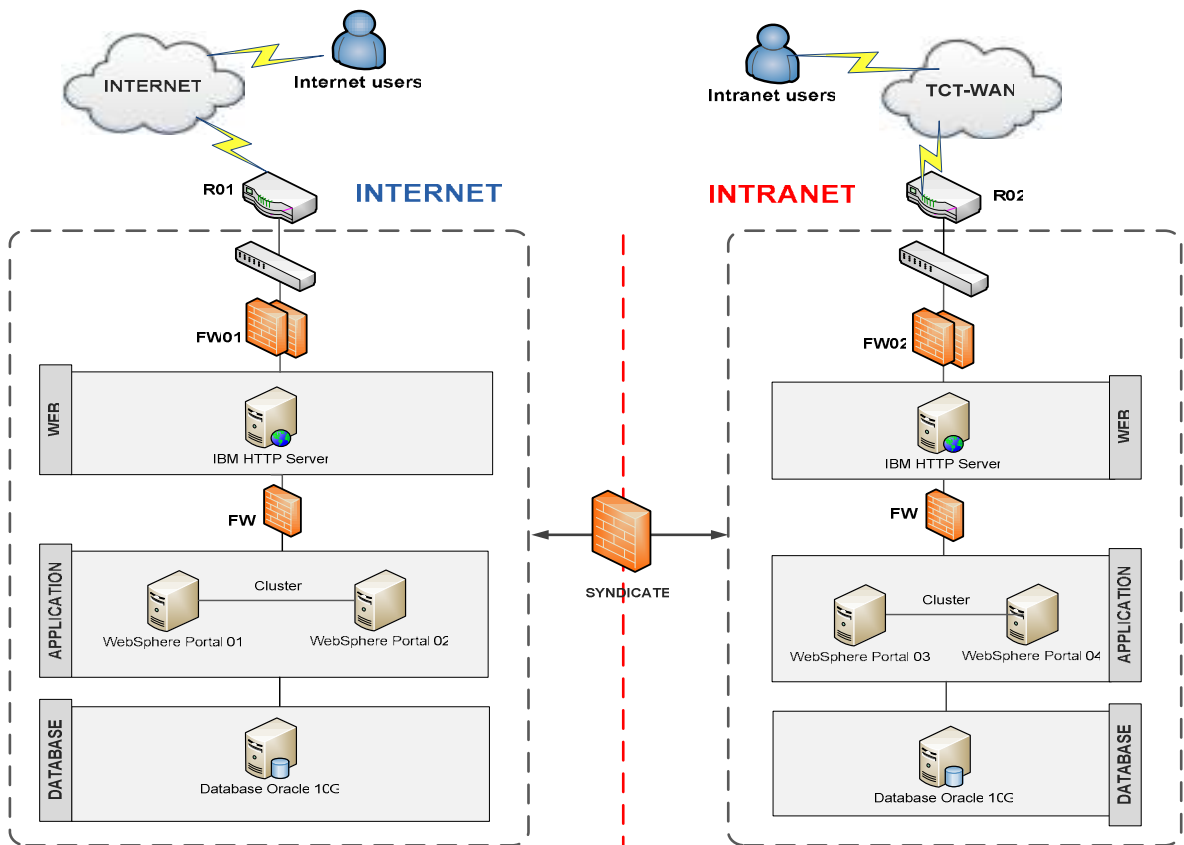 INTERNET
Internet users
R01
INTERNET
FW01
WEB
IBM HTTP Server
FW
APPLICATION
Cluster
WebSphere Portal 01
WebSphere Portal 02
DATABASE
Database Oracle 10G
SYNDICATE
Intranet users
TCT-WAN
INTRANET
R02
FW02
WEB
IBM HTTP Server
FW
APPLICATION
Cluster
WebSphere Portal 03
WebSphere Portal 04
DATABASE
Database Oracle 10G